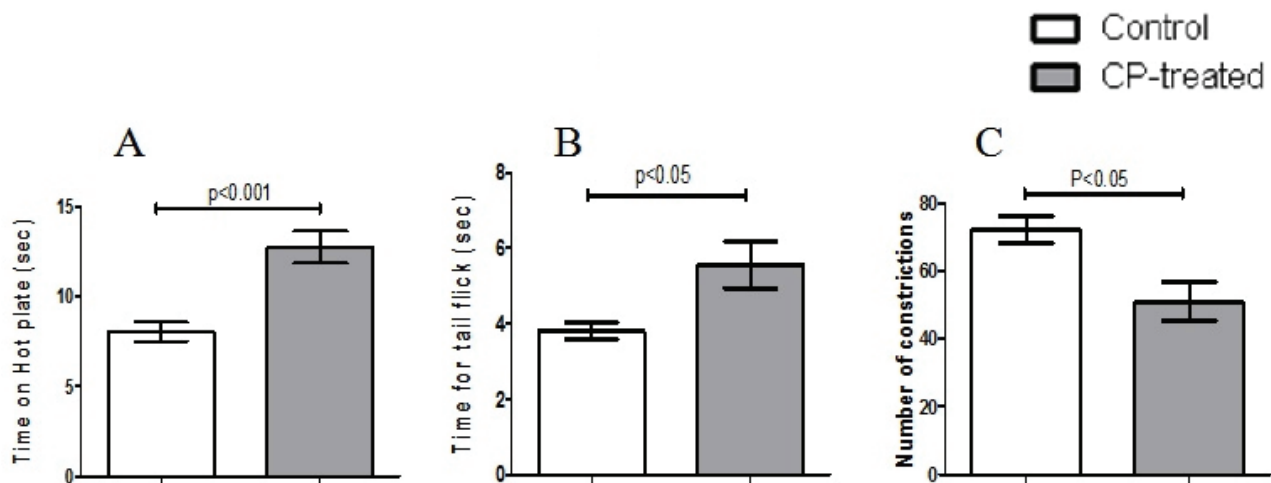 Control
CP-treated
A
p<0.001
Time on Hot plate (sec)
15
10
5
0
B
p<0.05
Time for tail flick (sec)
8
6
4
2
0
C
P<0.05
Number of constrictions
80
60
40
20
0